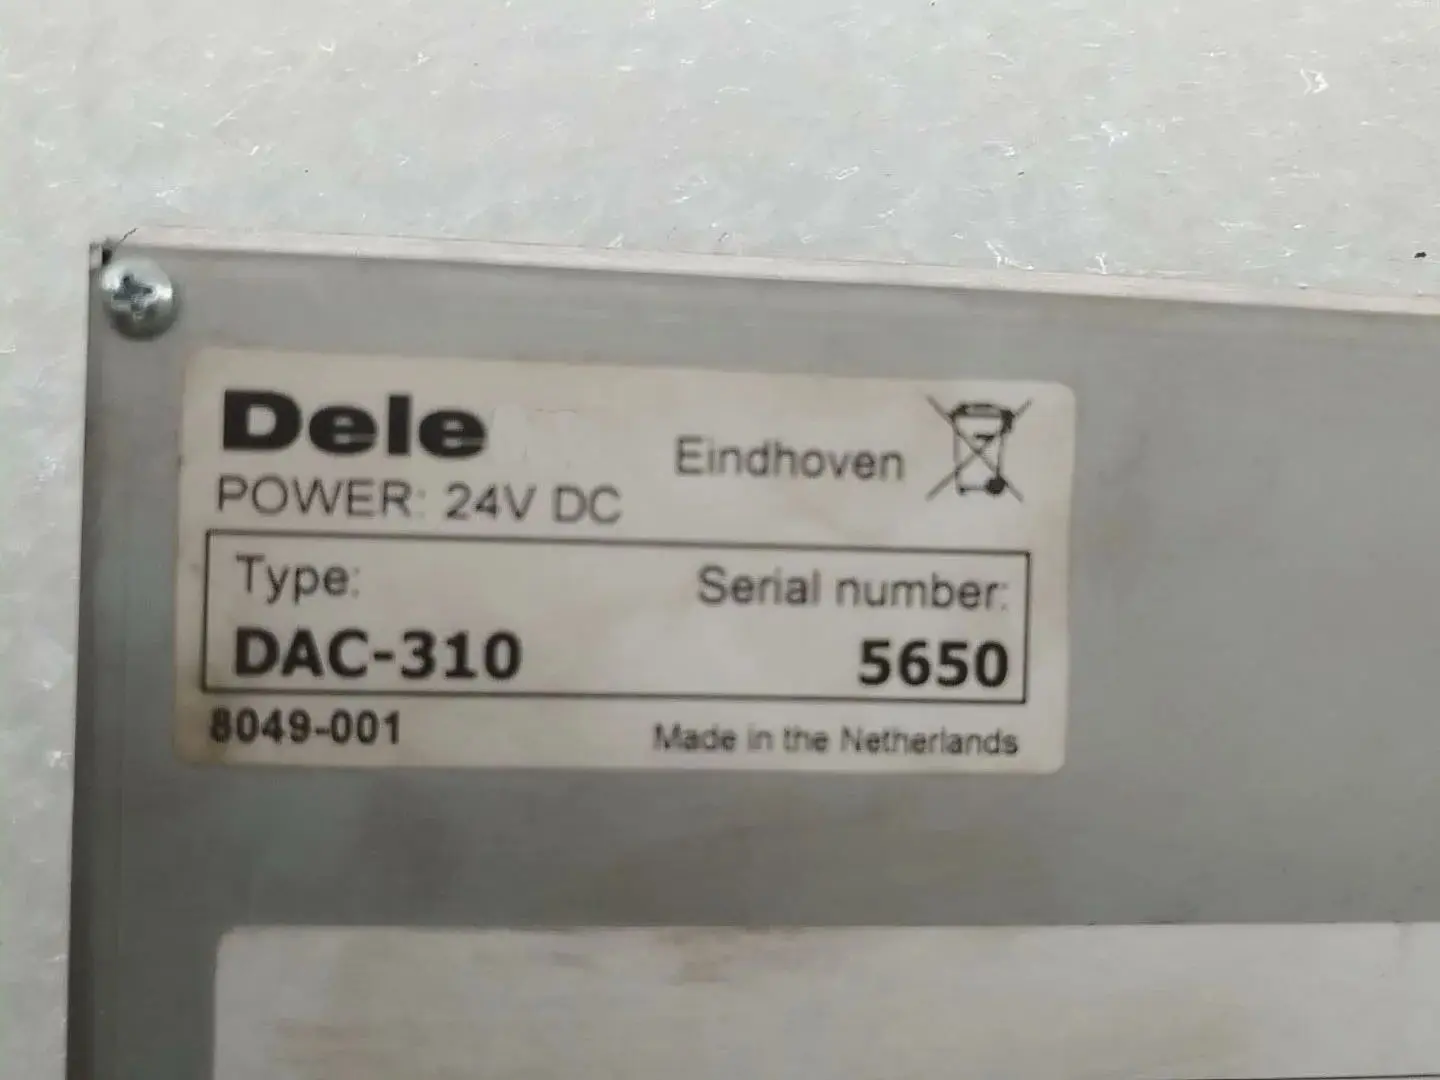 Dele
Eindhoven
POWER: 24V DC
Type:
Serial number:
DAC-310
5650
8049-001
Made in the Netherlands